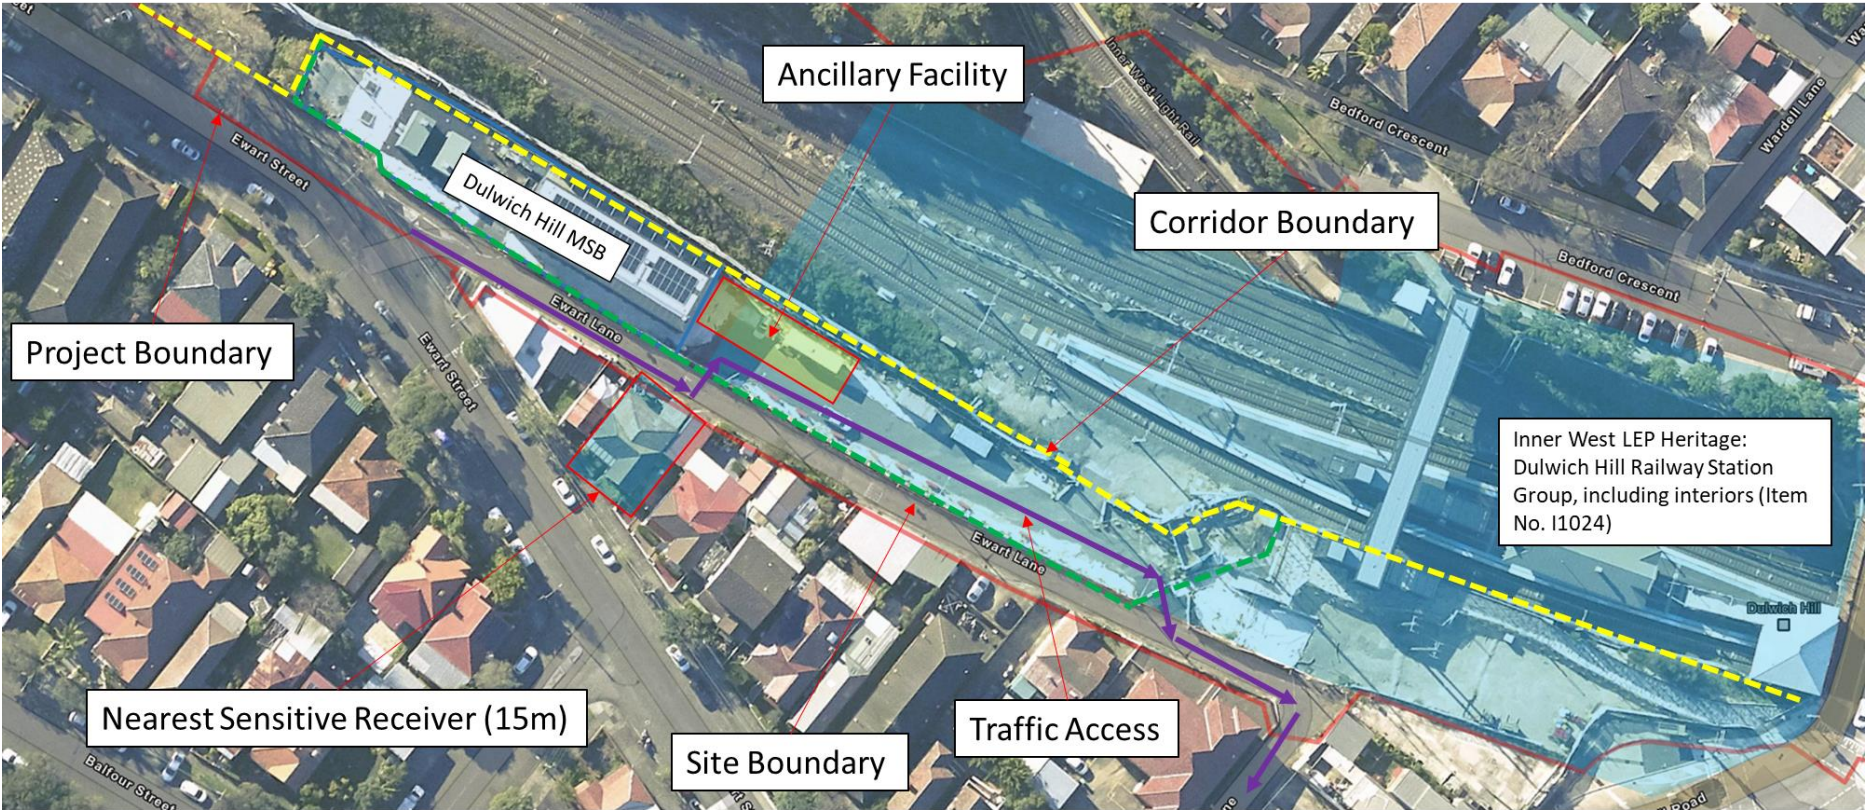 Ancillary Facility
Inner West Light Rail
Bedford Crescent
Wardell Lane
Ewart Street
Dulwich Hill MSB
Corridor Boundary
Bedford Crescent
Project Boundary
Ewart Lane
Ewart Street
Inner West LEP Heritage:
Dulwich Hill Railway Station
Group, including interiors (Item
No. I1024)
Ewart Lane
Dulwich Hill
Nearest Sensitive Receiver (15m)
Traffic Access
Site Boundary
Balfour Street
Road